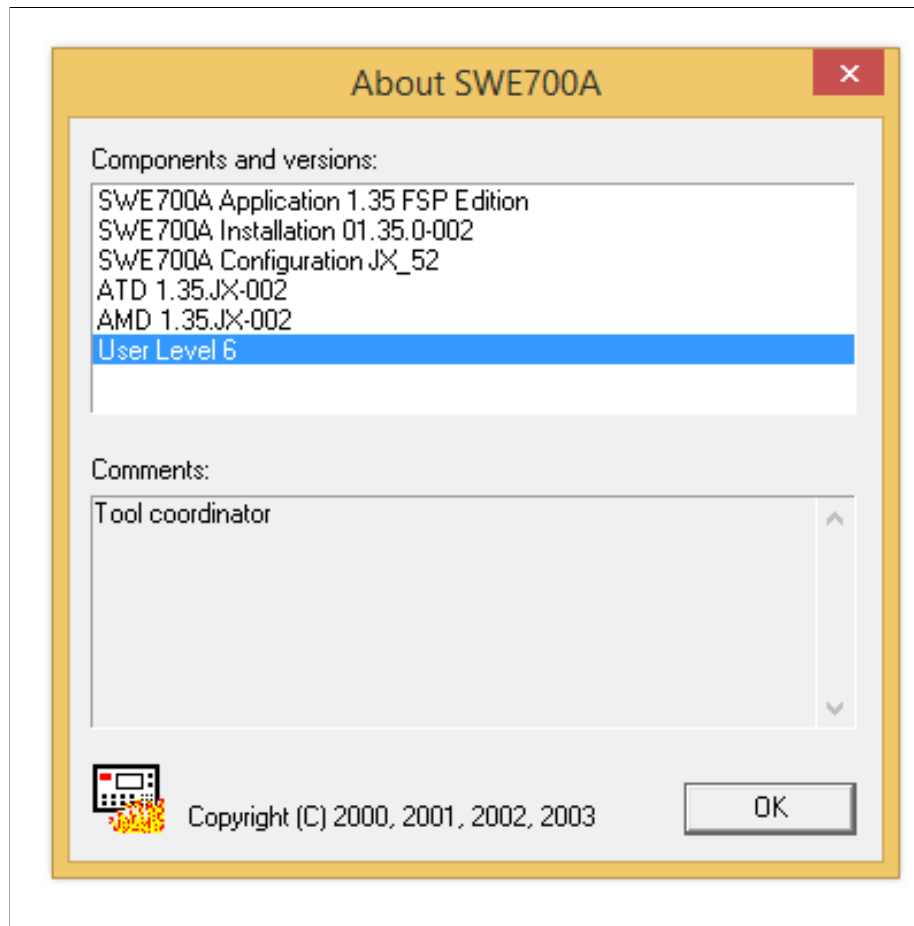 About SWE700A
Components and versions:
SWE700A Application 1.35 FSP Edition
SWE700A Installation 01.35.0-002
SWE700A Configuration JX_52
ATD 1.35.JX-002
AMD 1.35.JX-002
User Level 6
Comments:
Tool coordinator
Copyright (C) 2000, 2001, 2002, 2003
OK